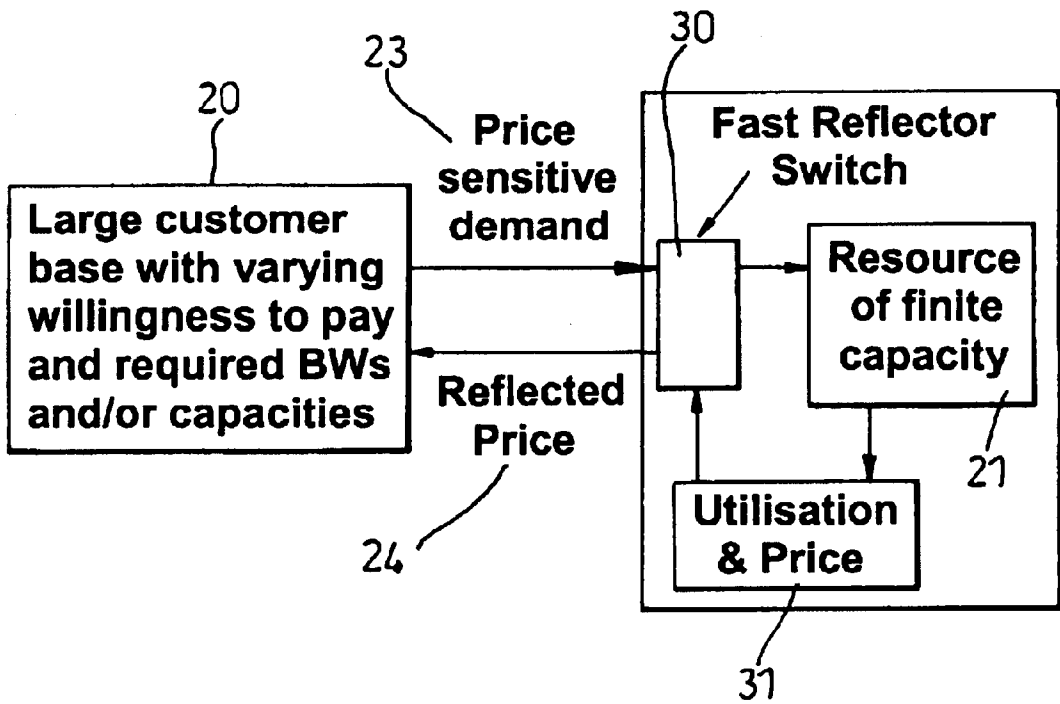 20
Large customer
base with varying
willingness to pay
and required BWs
and/or capacities
23
Price
sensitive
demand
Reflected
Price
24
30
Fast Reflector
Switch
Resource
of finite
capacity
21
Utilisation
& Price
31